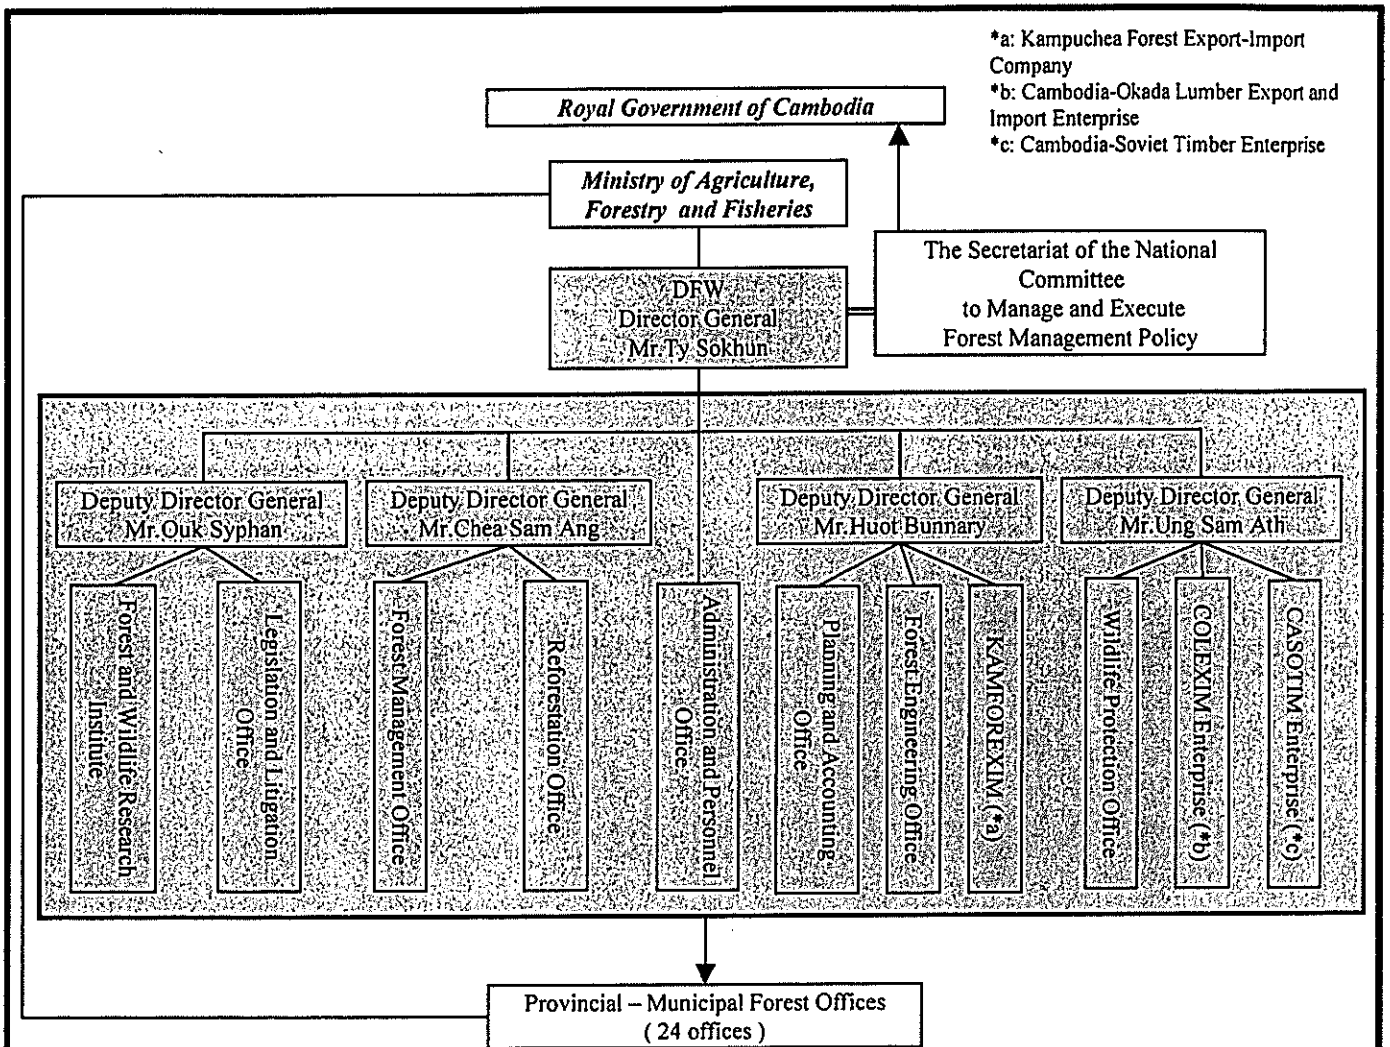 *a: Kampuchea Forest Export-Import
Company
*b: Cambodia-Okada Lumber Export and
Import Enterprise
*c: Cambodia-Soviet Timber Enterprise
Royal Government of Cambodia
Ministry of Agriculture,
Forestry and Fisheries
The Secretariat of the National
Committee
to Manage and Execute
Forest Management Policy
DFW
Director General
Mr.Ty Sokhun
Deputy Director General
Mr.Ouk Syphan
Deputy Director General
Mr.Chea Sam Ang
Deputy Director General
Mr.Huot Bunnary
Deputy Director General
Mr.Ung Sam Ath
Forest and Wildlife Research
Institute
Legislation and Litigation
Office
Forest Management Office
Reforestation Office
Administration and Personnel
Office
Planning and Accounting
Office
Forest Engineering Office
KAMFOREXIM (*a)
Wildlife Protection Office
COLEXIM Enterprise (*b)
CASOTIM Enterprise (*c)
Provincial – Municipal Forest Offices
( 24 offices )